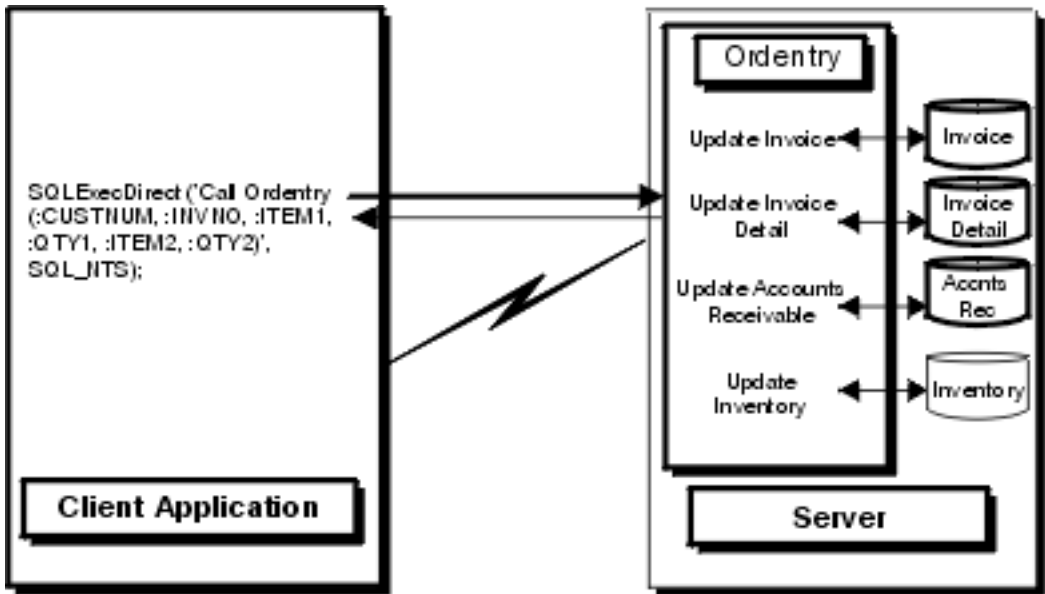 SQLExecDirect ('Call Ordentry
(:CUSTNUM, :INVNO, :ITEM1,
:QTY1, :ITEM2, :QTY2)',
SQL_NTS);
Client Application
Ordentry
Update Invoice
Invoice
Update Invoice
Detail
Invoice
Detail
Update Accounts
Receivable
Aconts
Rec
Update
Inventory
Inventory
Server